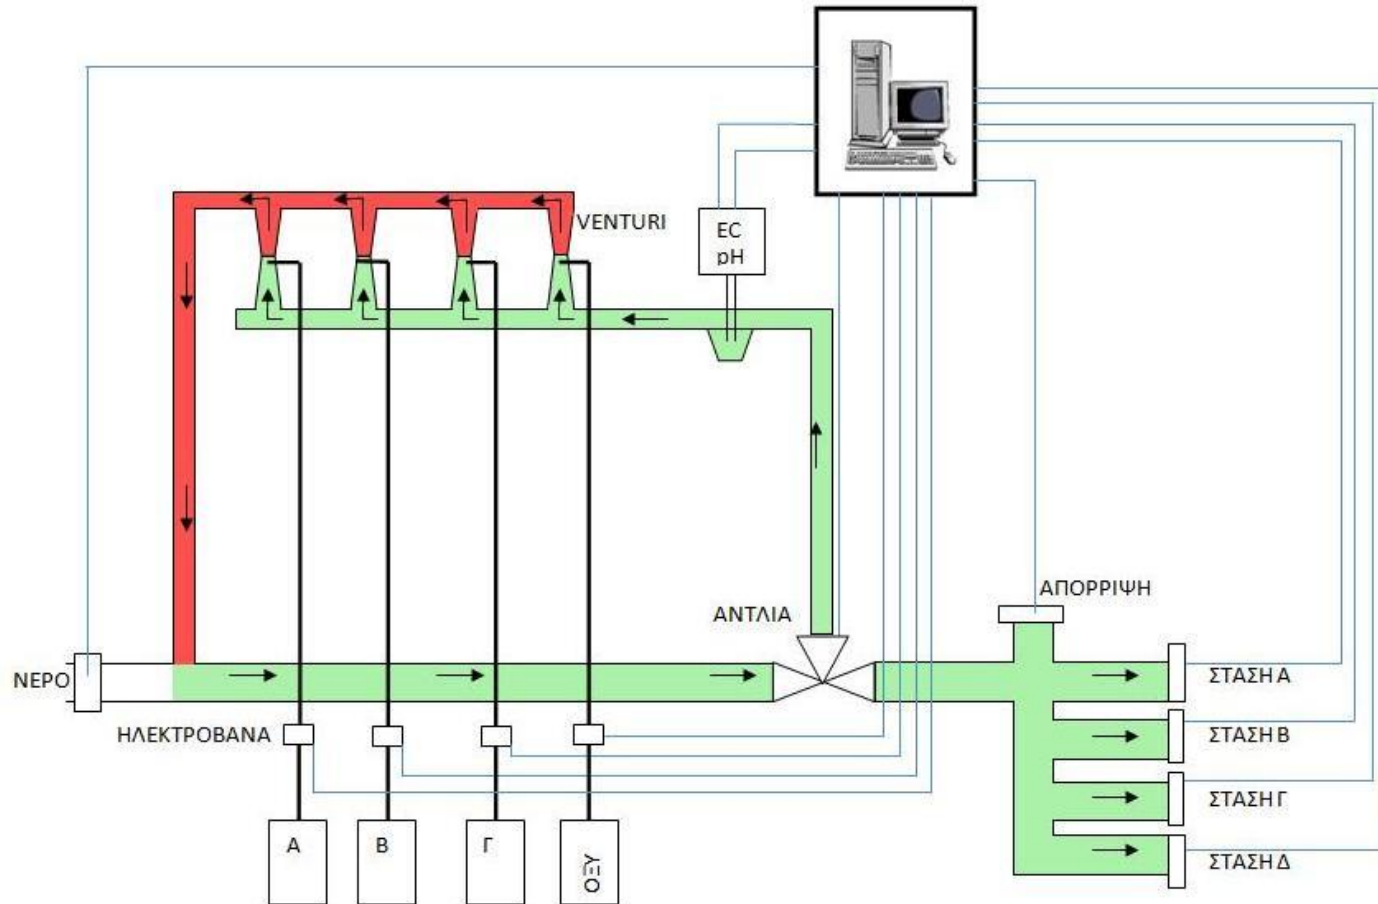 VENTURI
EC
pH
ΑΠΟΡΡΙΨΗ
ΑΝΤΛΙΑ
ΝΕΡΟ
ΣΤΑΣΗ Α
ΗΛΕΚΤΡΟΒΑΝΑ
ΣΤΑΣΗ Β
ΣΤΑΣΗ Γ
Α
Β
Γ
ΟΞΥ
ΣΤΑΣΗ Δ